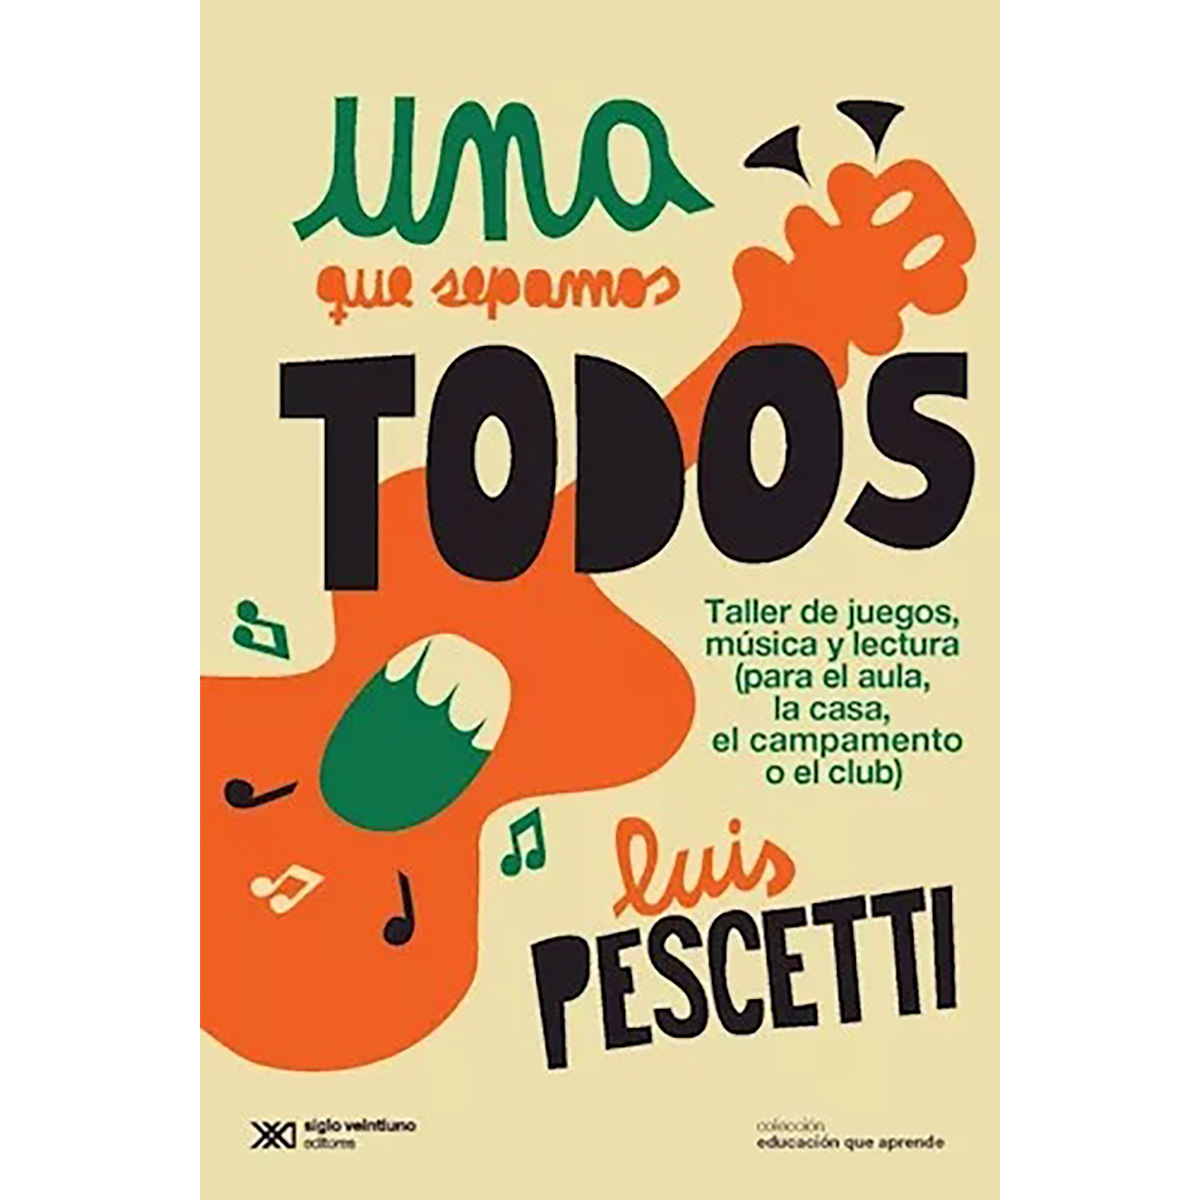 una
que sepamos
TODOS
Taller de juegos,
música y lectura
(para el aula,
la casa,
el campamento
o el club)
luis
PESCETTI
siglo veintiuno
editores
colección
educación que aprende